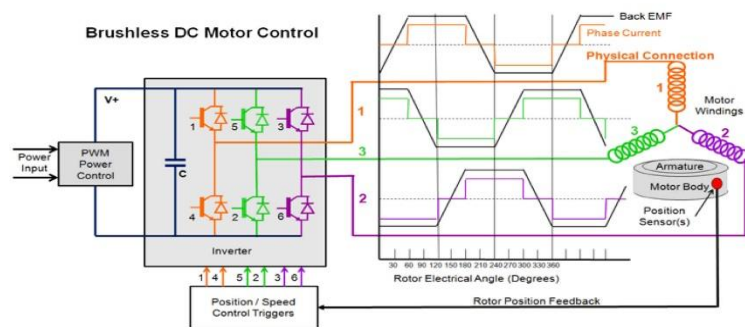 Brushless DC Motor Control
Back EMF
Phase Current
Physical Connection
V+
1
5
3
1
1
Motor
Windings
3
2
Power
Input
PWM
Power
Control
C
3
Armature
Motor Body
4
2
6
2
Position
Sensor(s)
Inverter
1 4 5 2 3 6
30 60 90 120 150 180 210 240 270 300 330 360
Rotor Electrical Angle (Degrees)
Position / Speed
Control Triggers
Rotor Position Feedback